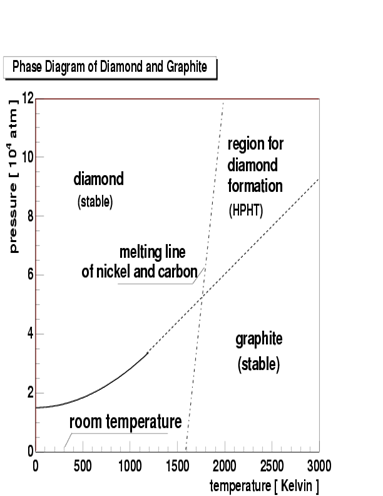 Phase Diagram of Diamond and Graphite
pressure [ 10⁴ atm ]
12
10
8
6
4
2
0
diamond
(stable)
region for
diamond
formation
(HPHT)
melting line
of nickel and carbon
graphite
(stable)
room temperature
0 500 1000 1500 2000 2500 3000
temperature [ Kelvin ]